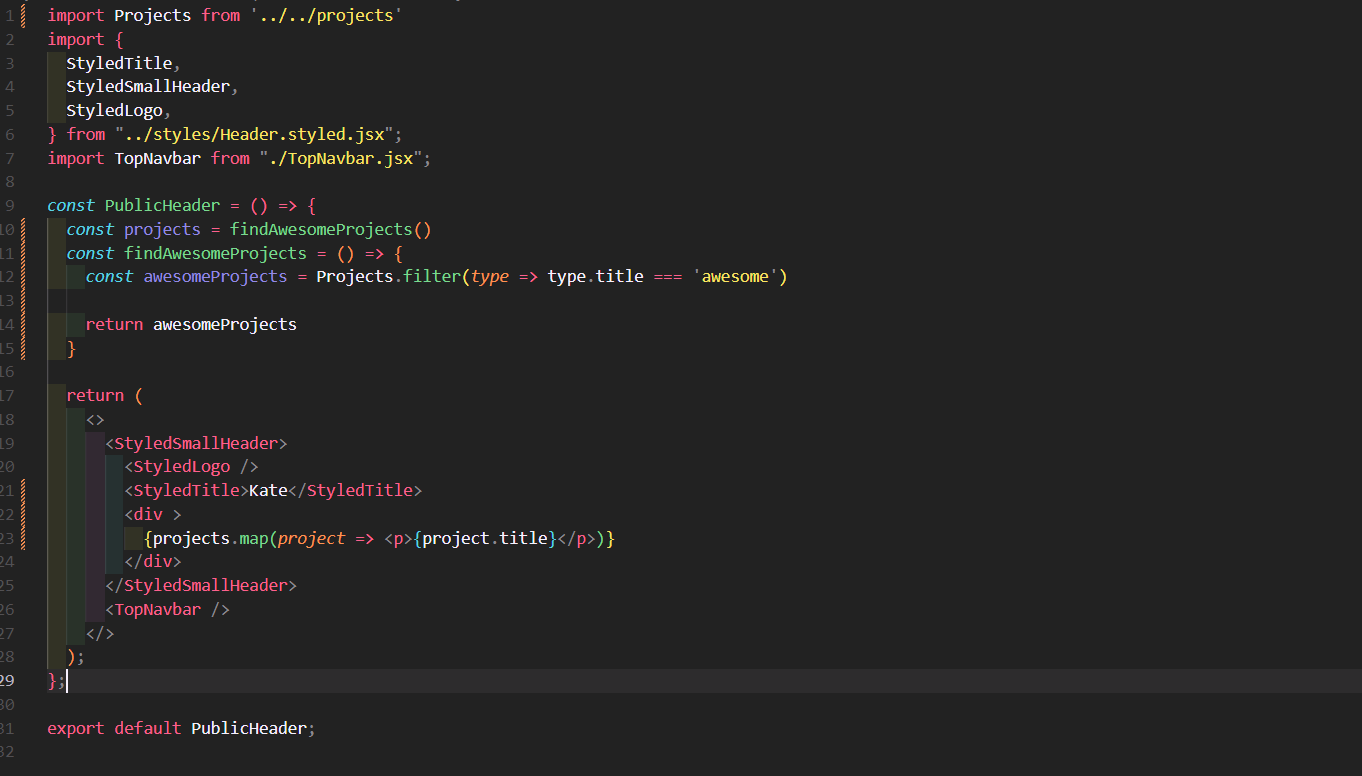 1 import Projects from '../../projects'
2 import {
3   StyledTitle,
4   StyledSmallHeader,
5   StyledLogo,
6 } from "../styles/Header.styled.jsx";
7 import TopNavbar from "./TopNavbar.jsx";
8
9 const PublicHeader = () => {
10   const projects = findAwesomeProjects()
11   const findAwesomeProjects = () => {
12     const awesomeProjects = Projects.filter(type => type.title === 'awesome')
13
14     return awesomeProjects
15   }
16
17   return (
18     <>
19       <StyledSmallHeader>
20         <StyledLogo />
21         <StyledTitle>Kate</StyledTitle>
22         <div >
23           {projects.map(project => <p>{project.title}</p>)}
24         </div>
25       </StyledSmallHeader>
26       <TopNavbar />
27     </>
28   );
29 };
30
31 export default PublicHeader;
32